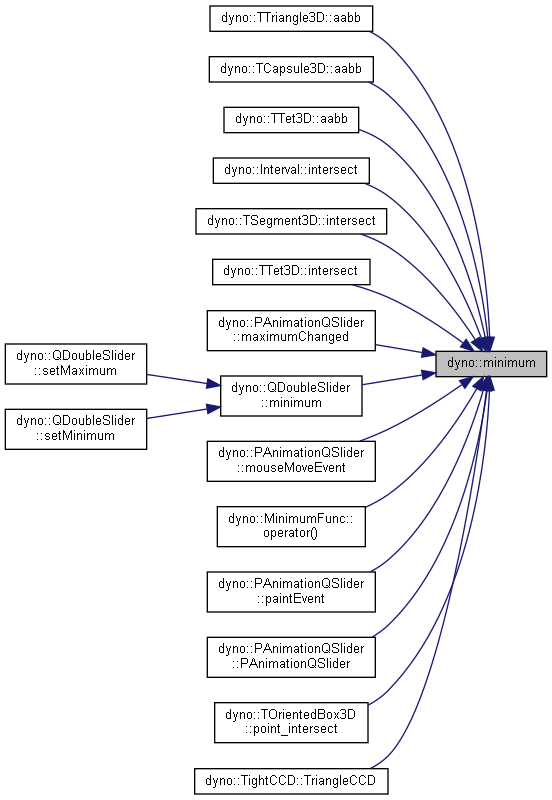 dyno::TTriangle3D::aabb
dyno::TCapsule3D::aabb
dyno::TTet3D::aabb
dyno::Interval::intersect
dyno::TSegment3D::intersect
dyno::TTet3D::intersect
dyno::PAnimationQSlider
::maximumChanged
dyno::minimum
dyno::QDoubleSlider
::setMaximum
dyno::QDoubleSlider
::minimum
dyno::QDoubleSlider
::setMinimum
dyno::PAnimationQSlider
::mouseMoveEvent
dyno::MinimumFunc::
operator()
dyno::PAnimationQSlider
::paintEvent
dyno::PAnimationQSlider
::PAnimationQSlider
dyno::TOrientedBox3D
::point_intersect
dyno::TightCCD::TriangleCCD